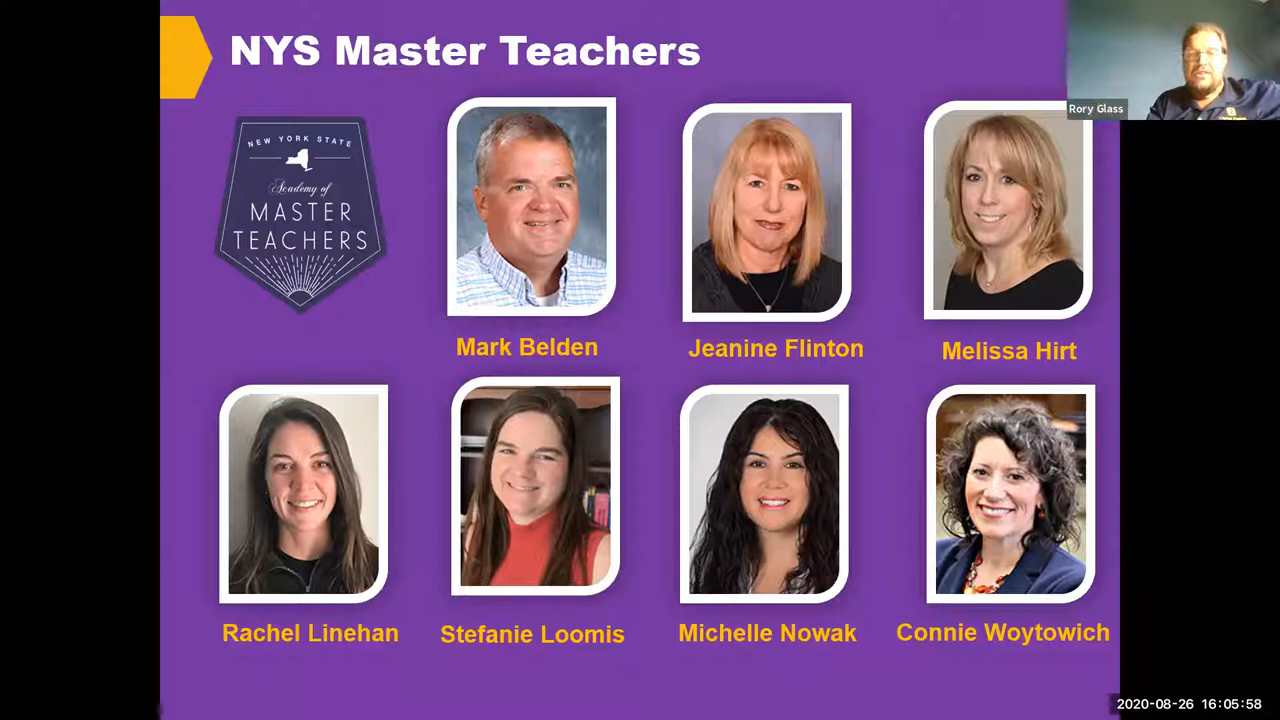 NYS Master Teachers
Rory Glass
NEW YORK STATE
Academy of
MASTER
TEACHERS
Mark Belden
Jeanine Flinton
Melissa Hirt
Rachel Linehan
Stefanie Loomis
Michelle Nowak
Connie Woytowich
2020-08-26 16:05:58